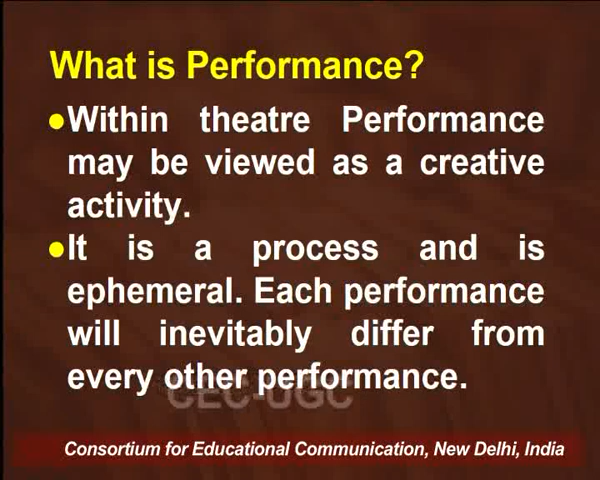 What is Performance?
●Within theatre Performance
may be viewed as a creative
activity.
●It is a process and is
ephemeral. Each performance
will inevitably differ from
every other performance.
CEC-UGC
Consortium for Educational Communication, New Delhi, India